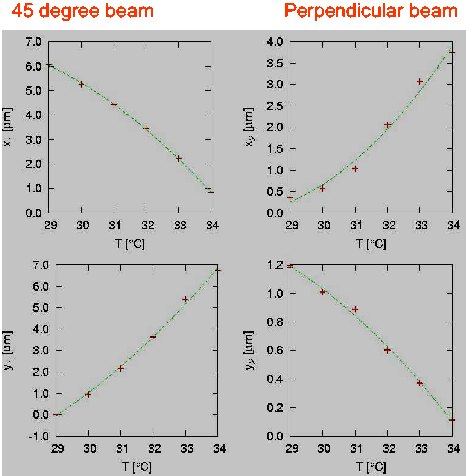 45 degree beam Perpendicular beam
7.0 6.0 5.0 4.0 3.0 2.0 1.0 0.0
[µm]
29 30 31 32 33 34
T [°C]
4.0 3.5 3.0 2.5 2.0 1.5 1.0 0.5 0.0
[µm]
29 30 31 32 33 34
T [°C]
7.0 6.0 5.0 4.0 3.0 2.0 1.0 0.0 -1.0
[µm]
29 30 31 32 33 34
T [°C]
1.2 1.0 0.8 0.6 0.4 0.2 0.0
[µm]
29 30 31 32 33 34
T [°C]